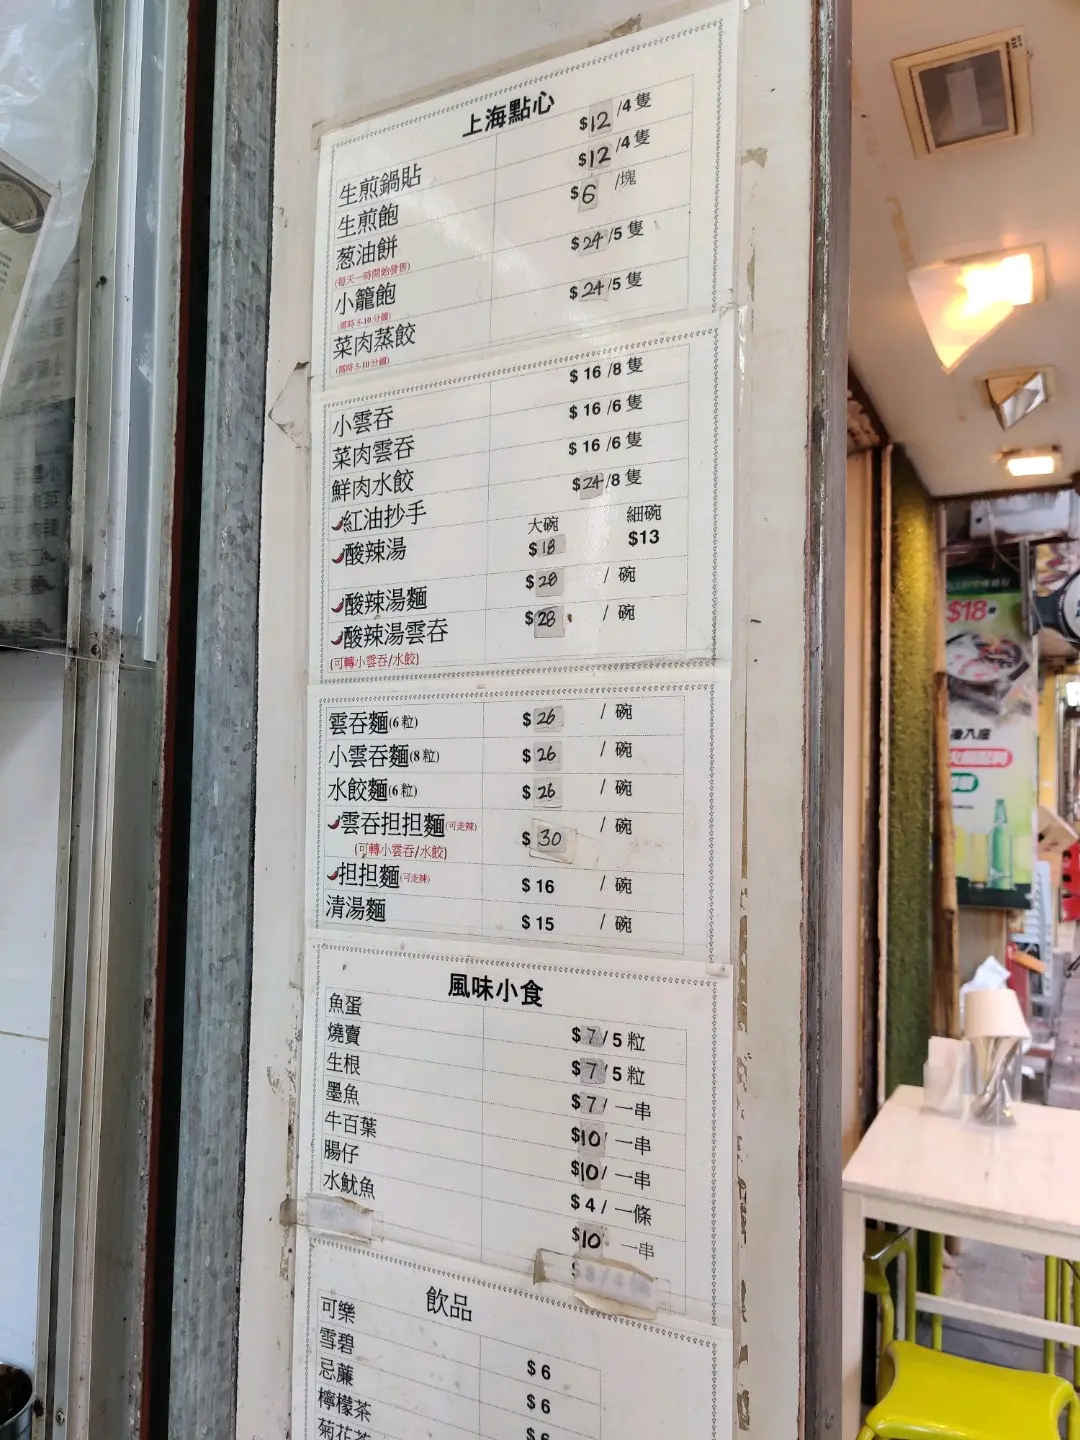 上海點心
生煎鍋貼 $12 /4隻
生煎飽 $12 /4隻
葱油餅 $6 /塊
(每天一時開始發售)
小籠飽 $24/5隻
(需時 5-10 分鐘)
菜肉蒸餃 $24/5隻
(需時 5-10 分鐘)
小雲吞 $ 16 /8隻
菜肉雲吞 $ 16 /6隻
鮮肉水餃 $ 16 /6隻
紅油抄手 $24/8隻
大碗 細碗
酸辣湯 $18 $13
酸辣湯麵 $28 / 碗
酸辣湯雲吞 $28 / 碗
(可轉小雲吞/水餃)
雲吞麵(6粒) $26 / 碗
小雲吞麵(8粒) $26 / 碗
水餃麵(6粒) $26 / 碗
雲吞担担麵(可走辣) $30 / 碗
(可轉小雲吞/水餃)
担担麵(可走辣) $16 / 碗
清湯麵 $15 / 碗
風味小食
魚蛋 $7/5粒
燒賣 $7/5粒
生根 $7/一串
墨魚 $10/一串
牛百葉 $10/一串
腸仔 $4/一條
水魷魚 $10 一串
飲品
可樂 $6
雪碧 $6
忌廉 $6
檸檬茶
菊花茶
$18
後入座